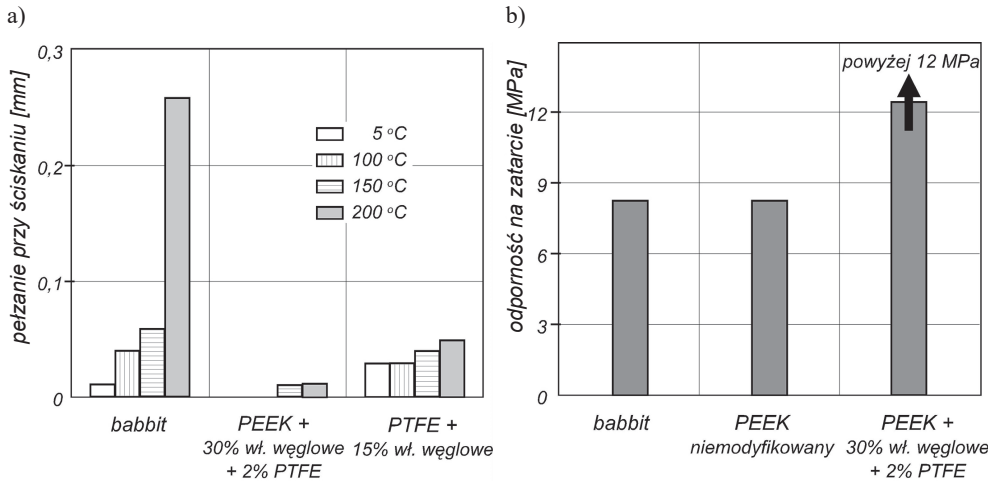 a)
pełzanie przy ściskaniu [mm]
0,3
0,2
0,1
0
5 °C
100 °C
150 °C
200 °C
babbit
PEEK +
30% wł. węglowe
+ 2% PTFE
PTFE +
15% wł. węglowe
b)
odporność na zatarcie [MPa]
12
9
6
3
0
powyżej 12 MPa
babbit
PEEK
niemodyfikowany
PEEK +
30% wł. węglowe
+ 2% PTFE